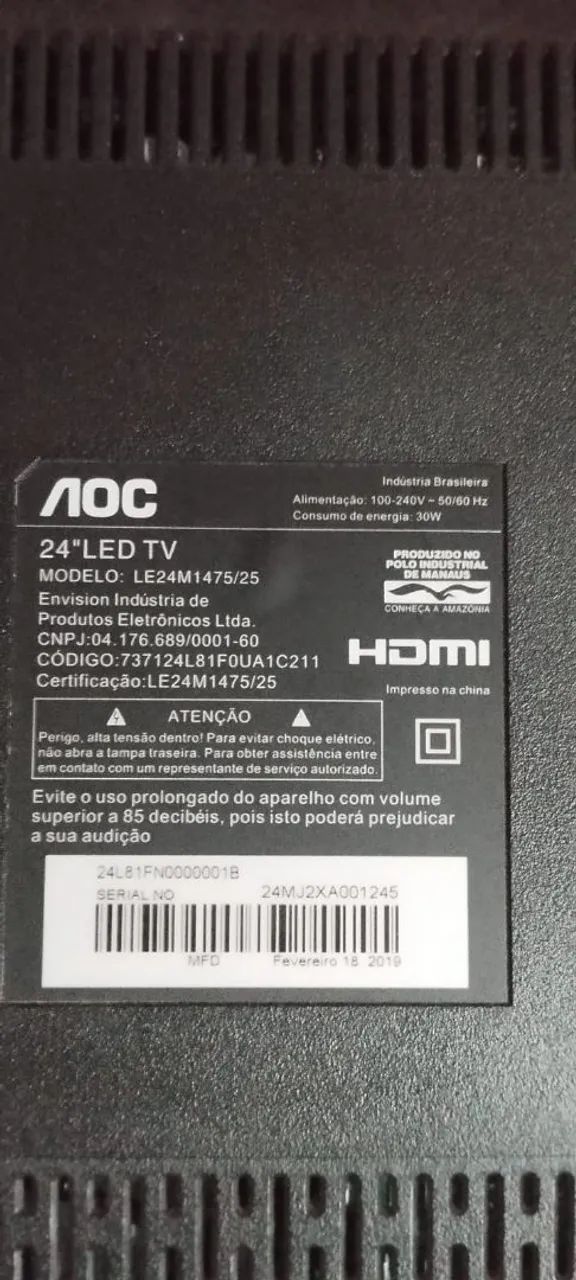 AOC
Indústria Brasileira
Alimentação: 100-240V ~ 50/60 Hz
Consumo de energia: 30W
24"LED TV
MODELO: LE24M1475/25
Envision Indústria de
Produtos Eletrônicos Ltda.
CNPJ:04.176.689/0001-60
CÓDIGO:737124L81F0UA1C211
Certificação:LE24M1475/25
PRODUZIDO NO
POLO INDUSTRIAL
DE MANAUS
CONHEÇA A AMAZÔNIA
HDMI
Impresso na china
ATENÇÃO
Perigo, alta tensão dentro! Para evitar choque elétrico,
não abra a tampa traseira. Para obter assistência entre
em contato com um representante de serviço autorizado.
Evite o uso prolongado do aparelho com volume
superior a 85 decibéis, pois isto poderá prejudicar
a sua audição
24L81FN0000001B
SERIAL NO 24MJ2XA001245
MFD Fevereiro 18 2019